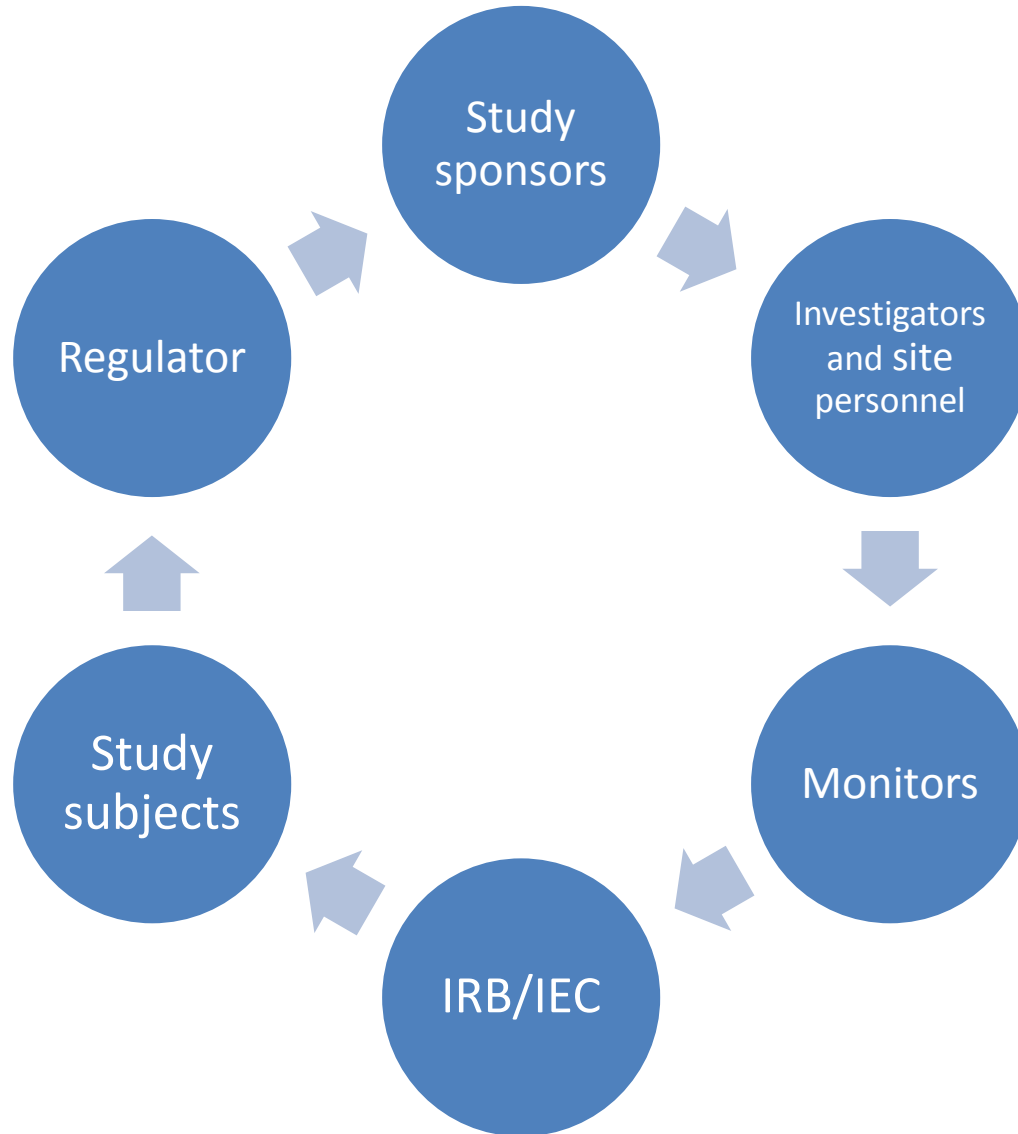 Study
sponsors
Investigators
and site
personnel
Monitors
IRB/IEC
Study
subjects
Regulator